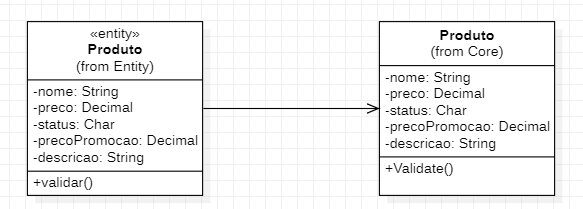 «entity»
Produto
(from Entity)
-nome: String
-preco: Decimal
-status: Char
-precoPromocao: Decimal
-descricao: String
+validar()
Produto
(from Core)
-nome: String
-preco: Decimal
-status: Char
-precoPromocao: Decimal
-descricao: String
+Validate()